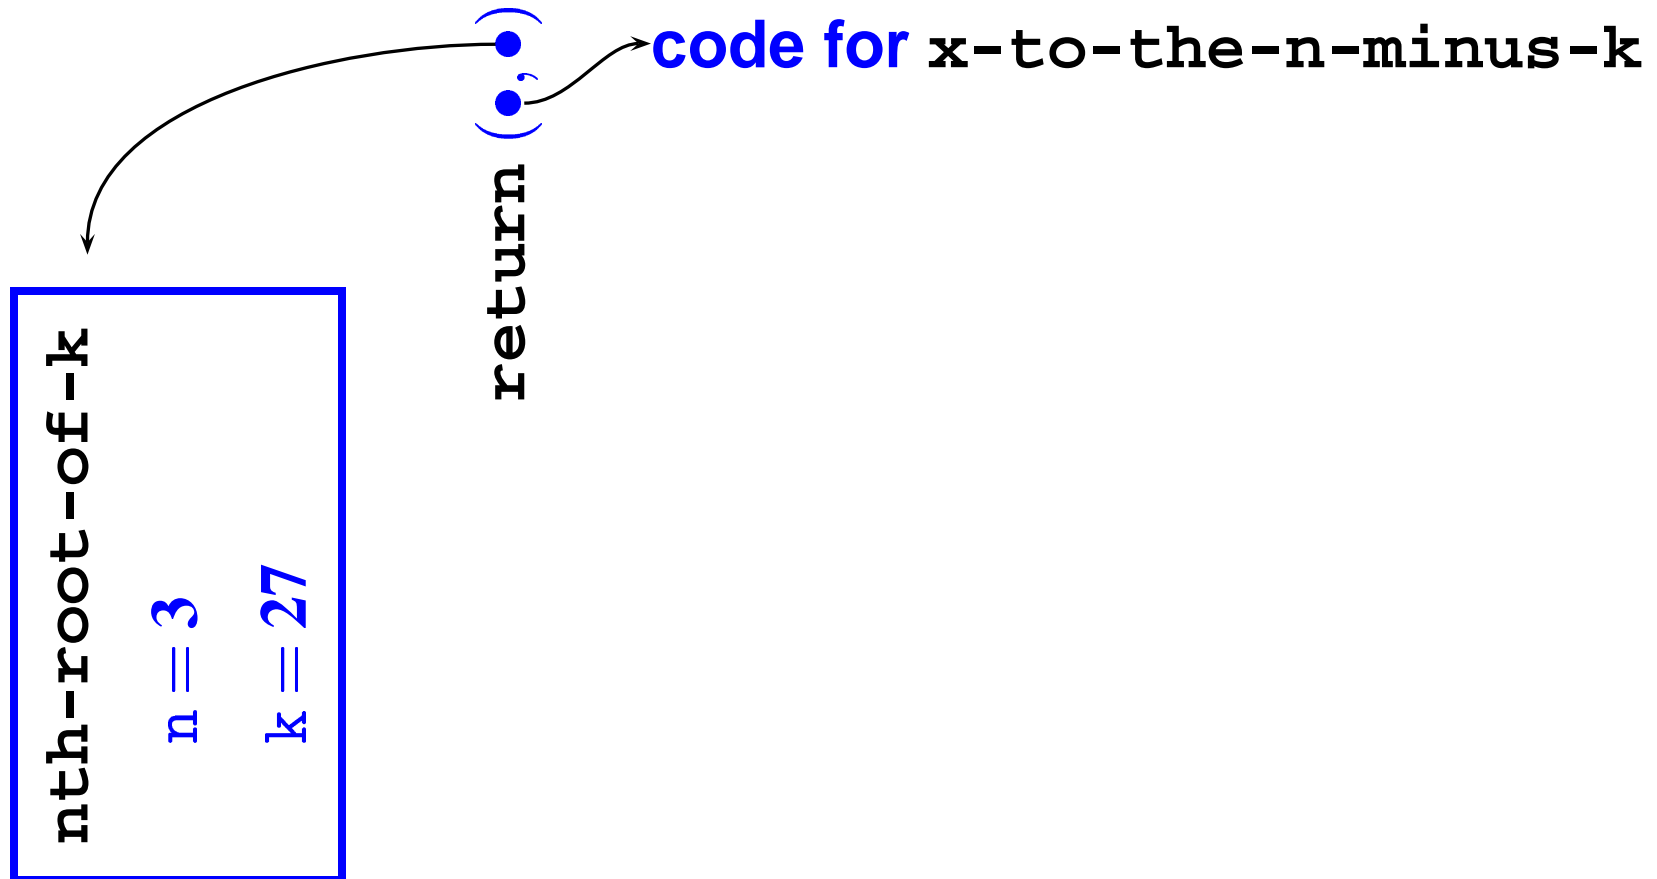 code for x-to-the-n-minus-k
return (•,•)
nth-root-of-k
n = 3
k = 27